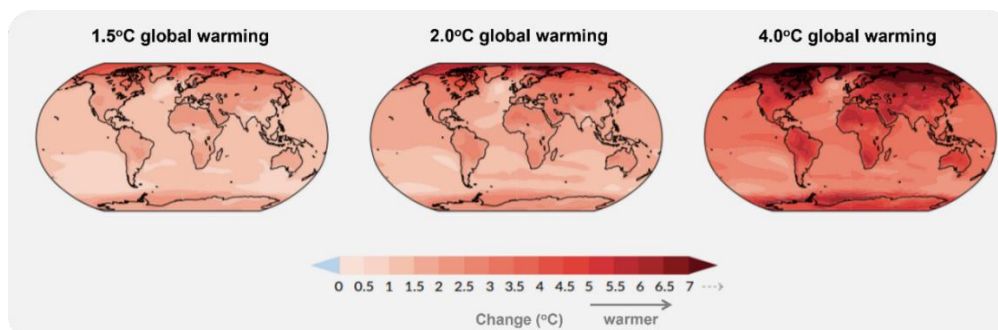 1.5°C global warming
2.0°C global warming
4.0°C global warming
0 0.5 1 1.5 2 2.5 3 3.5 4 4.5 5 5.5 6 6.5 7
Change (°C) warmer